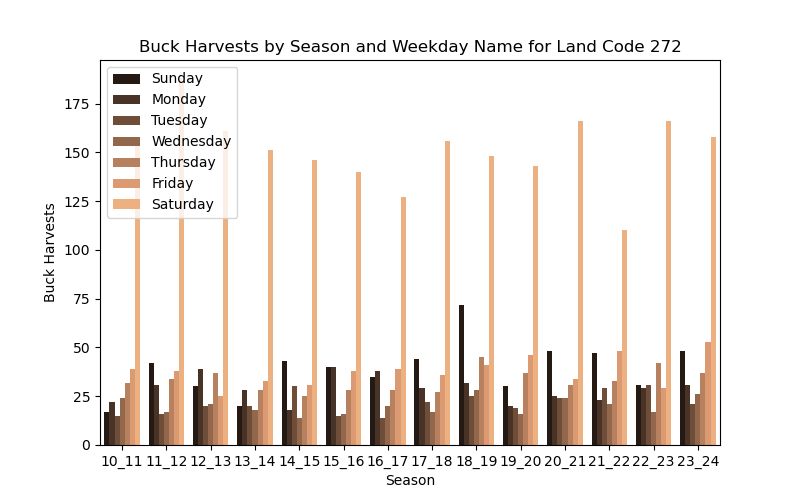 Buck Harvests by Season and Weekday Name for Land Code 272
Sunday
Monday
Tuesday
Wednesday
Thursday
Friday
Saturday
175
150
125
100
75
50
25
0
Buck Harvests
10_11 11_12 12_13 13_14 14_15 15_16 16_17 17_18 18_19 19_20 20_21 21_22 22_23 23_24
Season